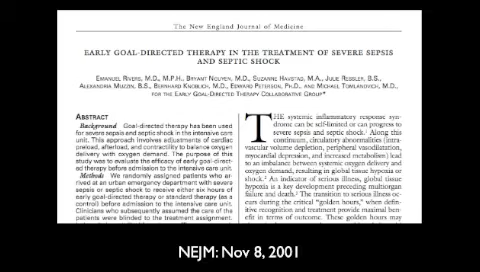 The New England Journal of Medicine
EARLY GOAL-DIRECTED THERAPY IN THE TREATMENT OF SEVERE SEPSIS
AND SEPTIC SHOCK
EMANUEL RIVERS, M.D., M.P.H., BRYANT NGUYEN, M.D., SUZANNE HAVSTAD, M.A., JULIE RESSLER, B.S.,
ALEXANDRIA MUZZIN, B.S., BERNHARD KNOBLICH, M.D., EDWARD PETERSON, PH.D., AND MICHAEL TOMLANOVICH, M.D.,
FOR THE EARLY GOAL-DIRECTED THERAPY COLLABORATIVE GROUP*
ABSTRACT
Background Goal-directed therapy has been used
for severe sepsis and septic shock in the intensive care
unit. This approach involves adjustments of cardiac
preload, afterload, and contractility to balance oxygen
delivery with oxygen demand. The purpose of this
study was to evaluate the efficacy of early goal-direct-
ed therapy before admission to the intensive care unit.
Methods We randomly assigned patients who ar-
rived at an urban emergency department with severe
sepsis or septic shock to receive either six hours of
early goal-directed therapy or standard therapy (as a
control) before admission to the intensive care unit.
Clinicians who subsequently assumed the care of the
patients were blinded to the treatment assignment.
THE systemic inflammatory response syn-
drome can be self-limited or can progress to
severe sepsis and septic shock.1 Along this
continuum, circulatory abnormalities (intra-
vascular volume depletion, peripheral vasodilatation,
myocardial depression, and increased metabolism) lead
to an imbalance between systemic oxygen delivery and
oxygen demand, resulting in global tissue hypoxia or
shock.2 An indicator of serious illness, global tissue
hypoxia is a key development preceding multiorgan
failure and death.2 The transition to serious illness oc-
curs during the critical "golden hours," when defin-
itive recognition and treatment provide maximal ben-
efit in terms of outcome. These golden hours may
NEJM: Nov 8, 2001